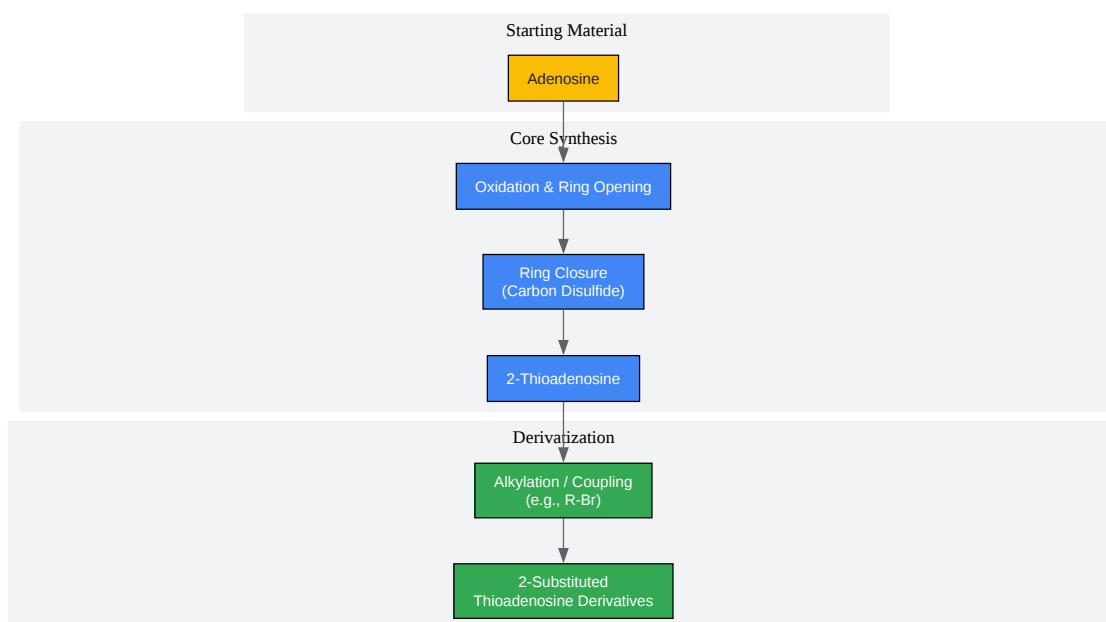 Starting Material
Adenosine
Core Synthesis
Oxidation & Ring Opening
Ring Closure
(Carbon Disulfide)
2-Thioadenosine
Derivatization
Alkylation / Coupling
(e.g., R-Br)
2-Substituted
Thioadenosine Derivatives